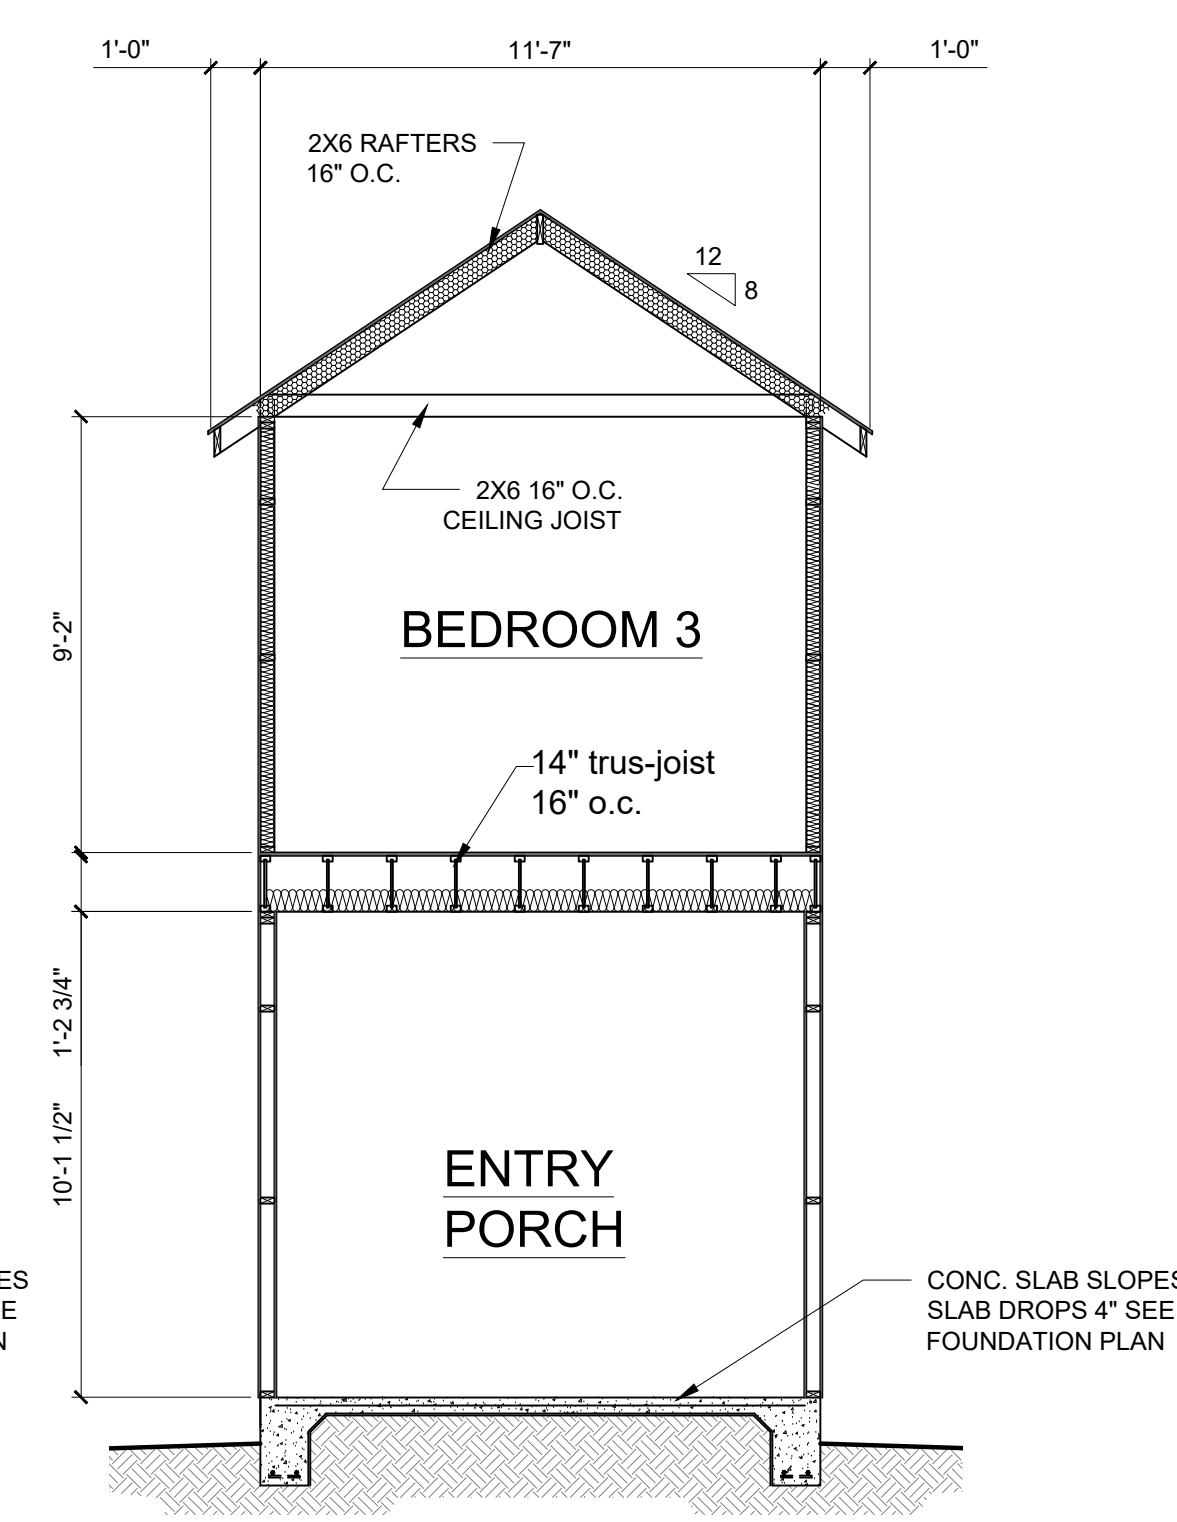 1'-0"
11'-7"
1'-0"
2X6 RAFTERS
16" O.C.
12
8
2X6 16" O.C.
CEILING JOIST
9'-2"
BEDROOM 3
14" trus-joist
16" o.c.
1'-2 3/4"
10'-1 1/2"
ENTRY
PORCH
CONC. SLAB SLOPES
SLAB DROPS 4" SEE
FOUNDATION PLAN